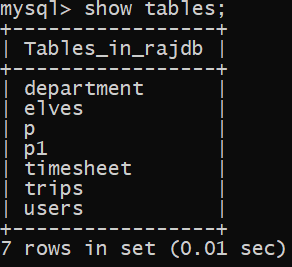 mysql> show tables;
+------------------+
| Tables_in_rajdb |
+------------------+
| department |
| elves |
| p |
| p1 |
| timesheet |
| trips |
| users |
+------------------+
7 rows in set (0.01 sec)